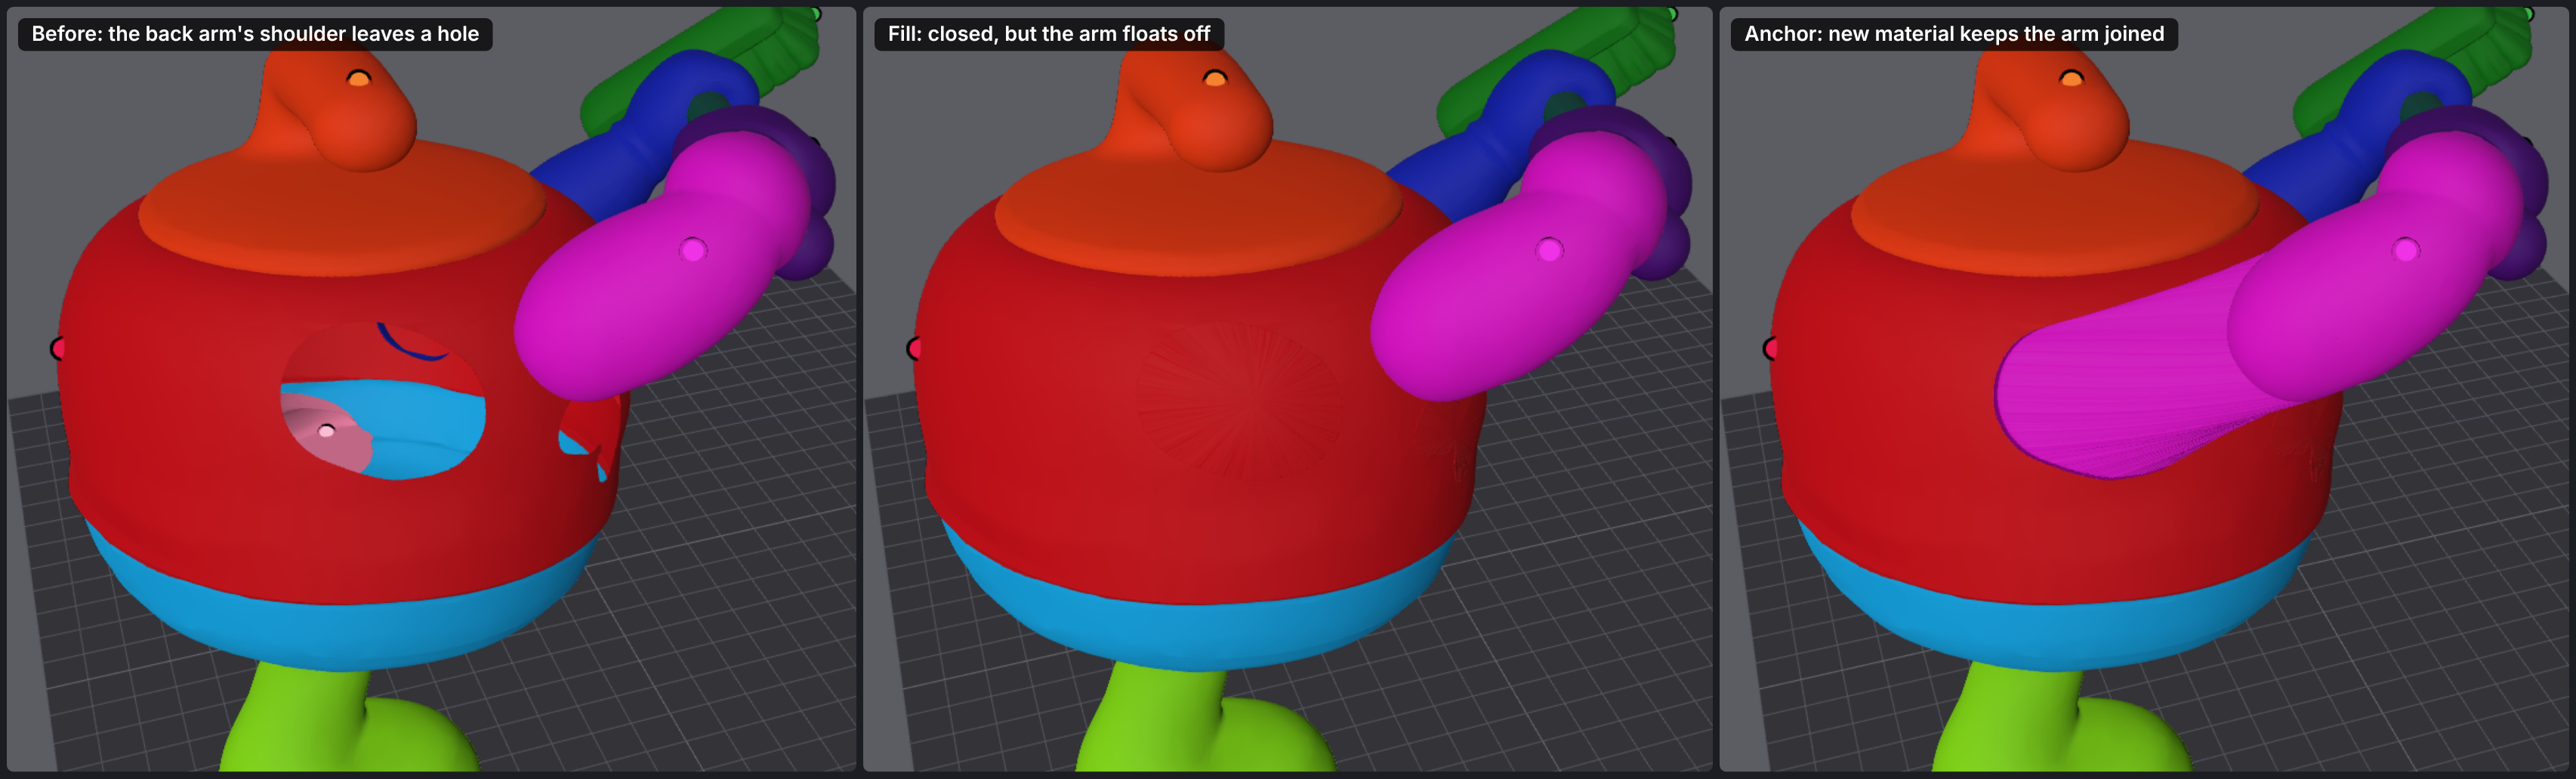 Before: the back arm's shoulder leaves a hole
Fill: closed, but the arm floats off
Anchor: new material keeps the arm joined